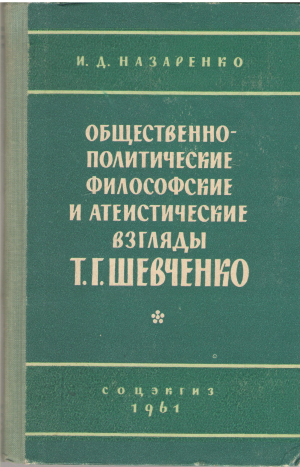 И. Д. НАЗАРЕНКО
ОБЩЕСТВЕННО-
ПОЛИТИЧЕСКИЕ
ФИЛОСОФСКИЕ
И АТЕИСТИЧЕСКИЕ
ВЗГЛЯДЫ
Т.Г. ШЕВЧЕНКО
СОЦЭКГИЗ
1961